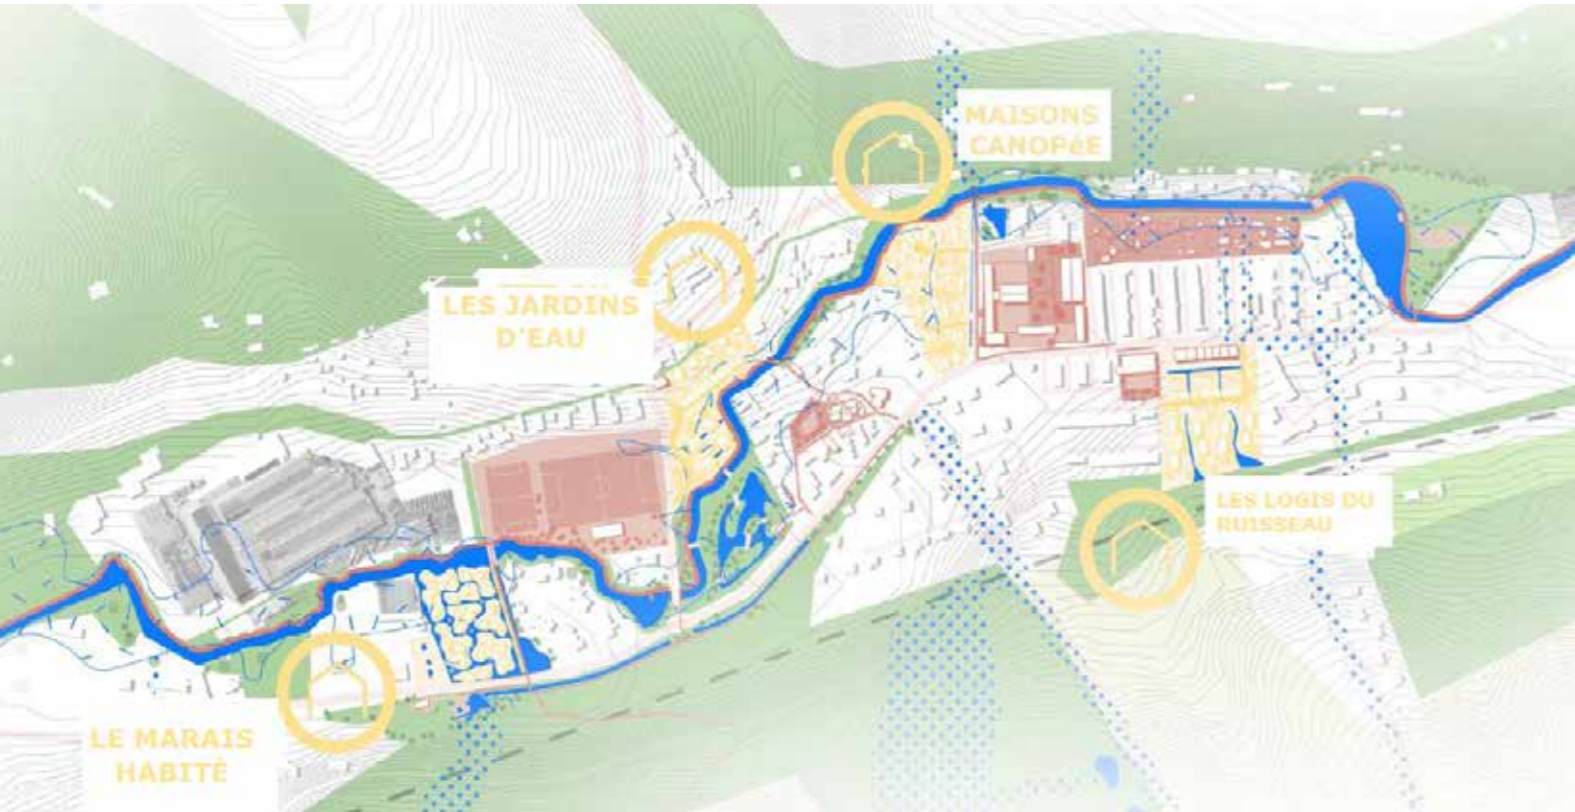 MAISONS
CANOPéE
LES JARDINS
D'EAU
LES LOGIS DU
RUISSEAU
LE MARAIS
HABITÉ